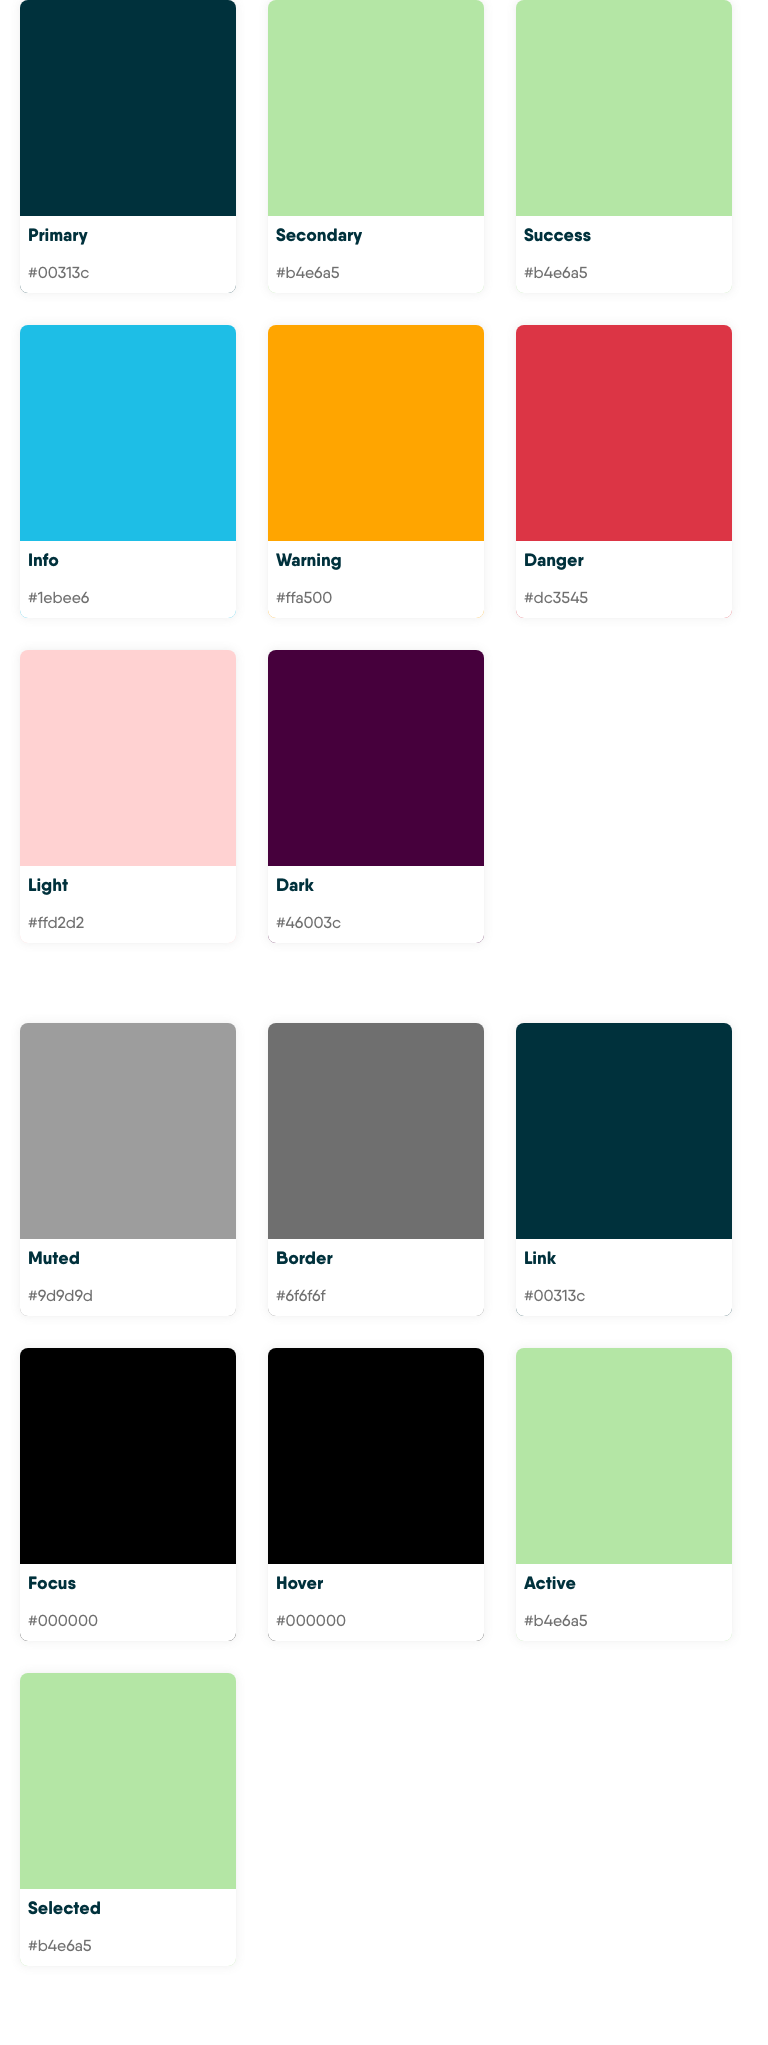 Primary
#00313c
Secondary
#b4e6a5
Success
#b4e6a5
Info
#1ebee6
Warning
#ffa500
Danger
#dc3545
Light
#ffd2d2
Dark
#46003c
Muted
#9d9d9d
Border
#6f6f6f
Link
#00313c
Focus
#000000
Hover
#000000
Active
#b4e6a5
Selected
#b4e6a5